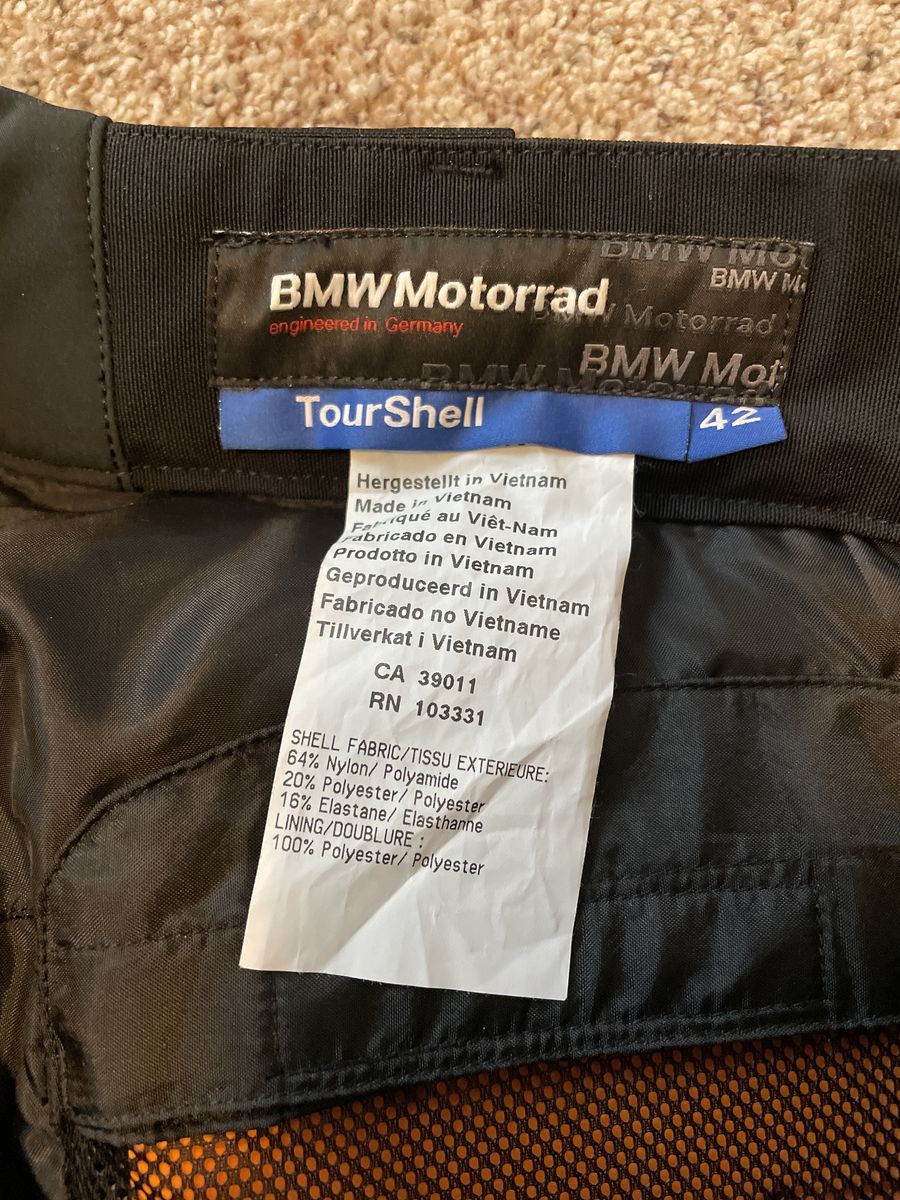 BMW Motorrad
engineered in Germany
BMW
Motorrad
BMW Mot
TourShell
42
Hergestellt in Vietnam
Made in Vietnam
Fabriqué au Viêt-Nam
Fabricado en Vietnam
Prodotto in Vietnam
Geproduceerd in Vietnam
Fabricado no Vietname
Tillverkat i Vietnam
CA 39011
RN 103331
SHELL FABRIC/TISSU EXTERIEURE:
64% Nylon/ Polyamide
20% Polyester/ Polyester
16% Elastane/ Elasthanne
LINING/DOUBLURE :
100% Polyester/ Polyester